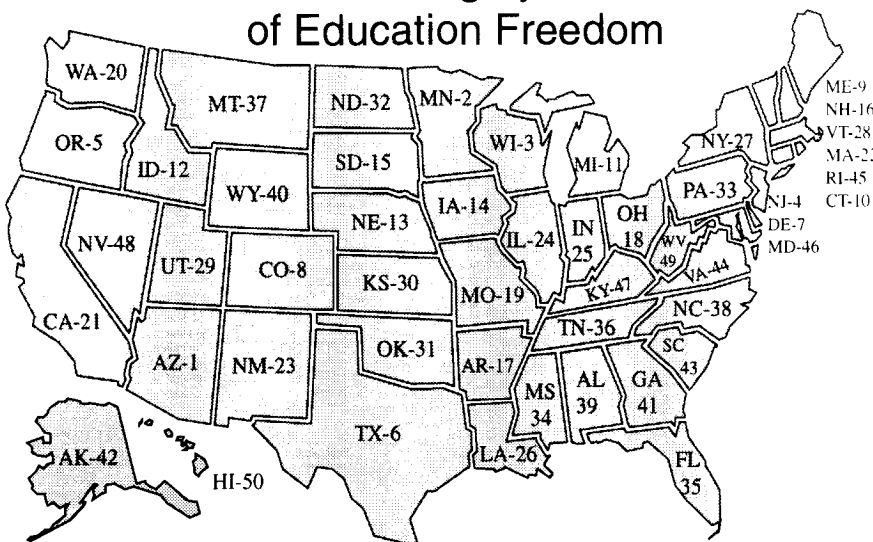 of Education Freedom
WA-20
MT-37
ND-32
MN-2
ME-9
NH-16
VT-28
OR-5
ID-12
SD-15
WI-3
MI-11
NY-27
WY-40
PA-33
RI-45
CT-10
NJ-4
DE-7
MD-46
NE-13
IA-14
IL-24
IN
25
OH
18
WV
49
VA-44
NV-48
UT-29
CO-8
KS-30
MO-19
KY-47
CA-21
NC-38
TN-36
AZ-1
NM-23
OK-31
AR-17
SC
43
MS
34
AL
39
GA
41
TX-6
LA-26
FL
35
AK-42
HI-50